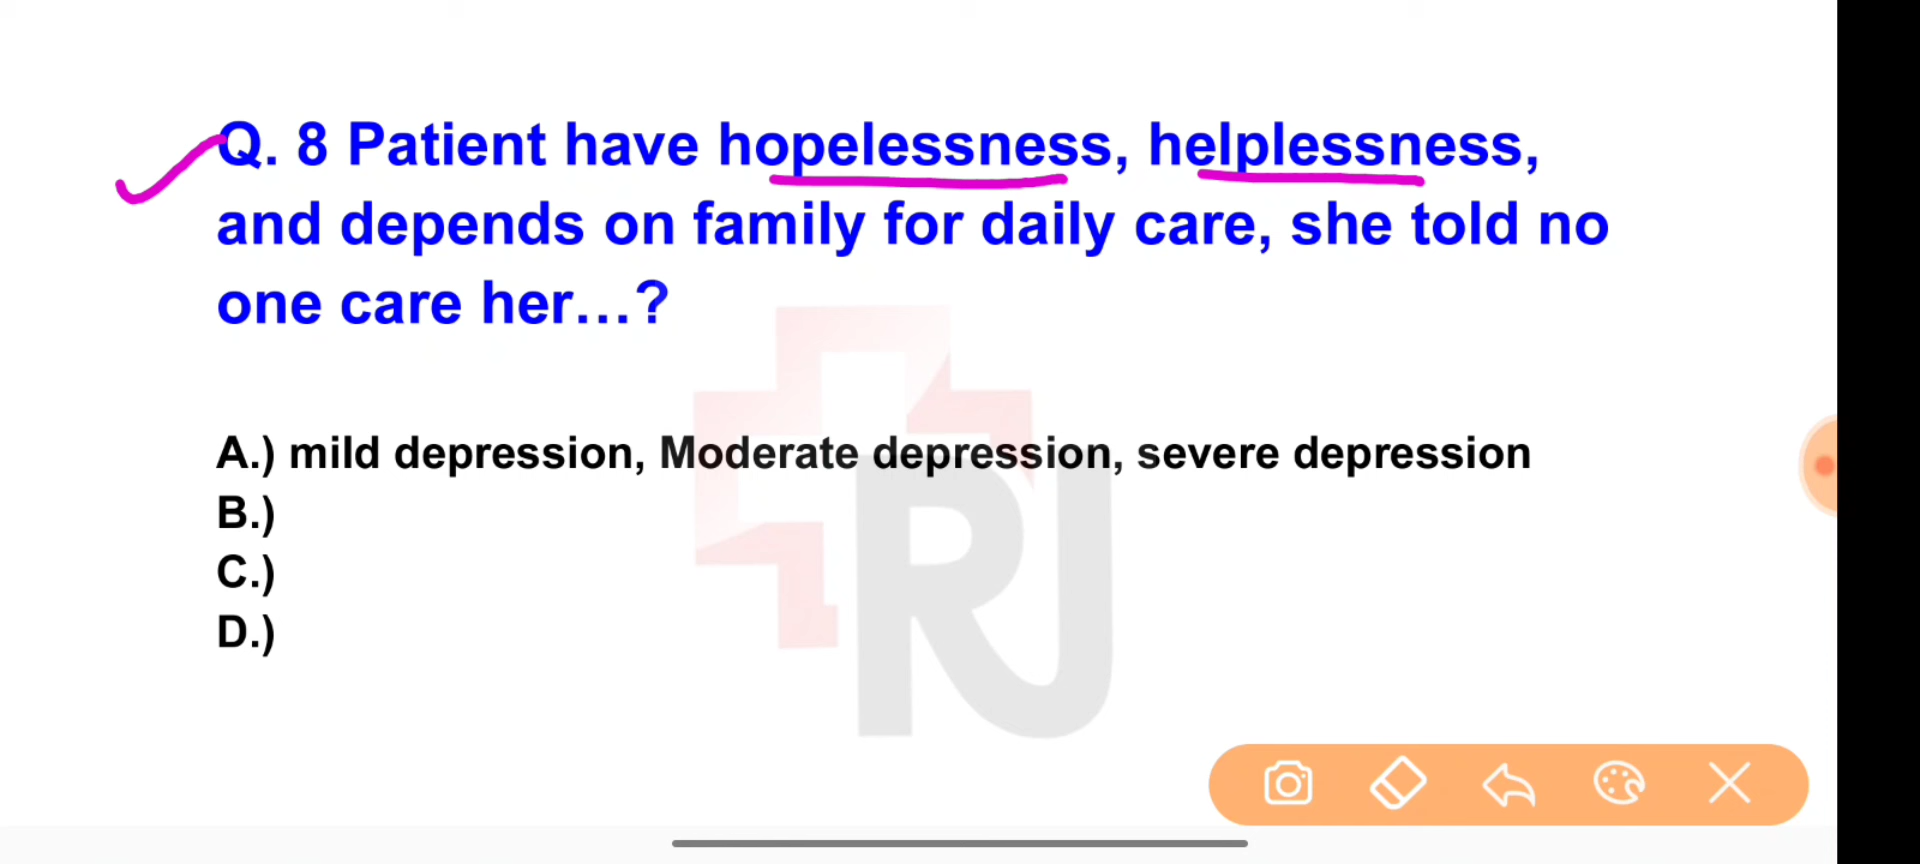 Q. 8 Patient have hopelessness, helplessness,
and depends on family for daily care, she told no
one care her...?
A.) mild depression, Moderate depression, severe depression
B.)
C.)
D.)
RJ